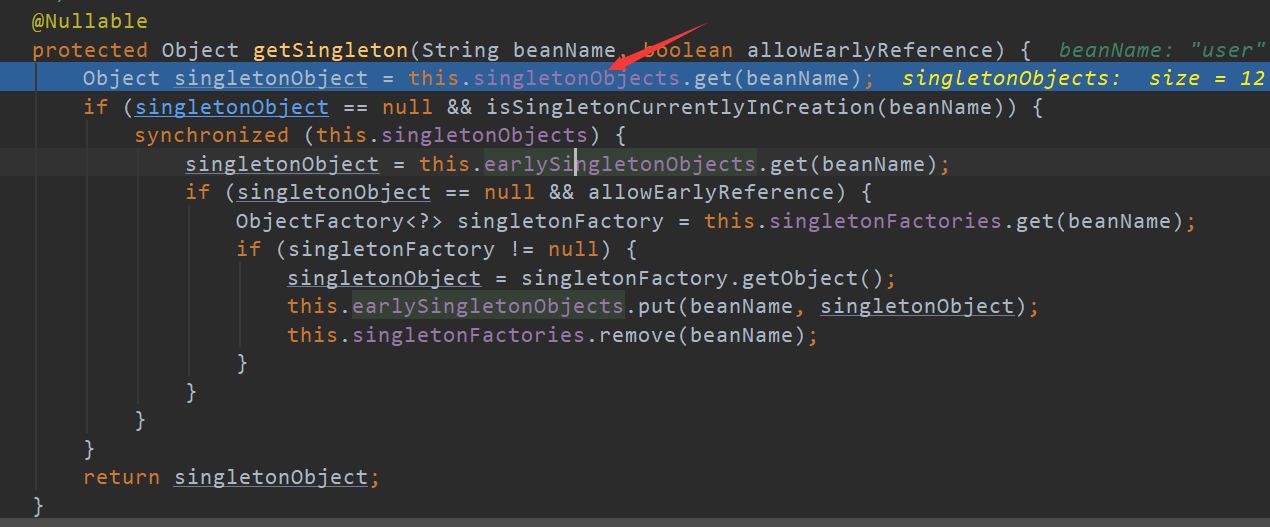 @Nullable
protected Object getSingleton(String beanName, boolean allowEarlyReference) {  beanName: "user"
    Object singletonObject = this.singletonObjects.get(beanName);  singletonObjects:  size = 12
    if (singletonObject == null && isSingletonCurrentlyInCreation(beanName)) {
        synchronized (this.singletonObjects) {
            singletonObject = this.earlySingletonObjects.get(beanName);
            if (singletonObject == null && allowEarlyReference) {
                ObjectFactory<?> singletonFactory = this.singletonFactories.get(beanName);
                if (singletonFactory != null) {
                    singletonObject = singletonFactory.getObject();
                    this.earlySingletonObjects.put(beanName, singletonObject);
                    this.singletonFactories.remove(beanName);
                }
            }
        }
    }
    return singletonObject;
}